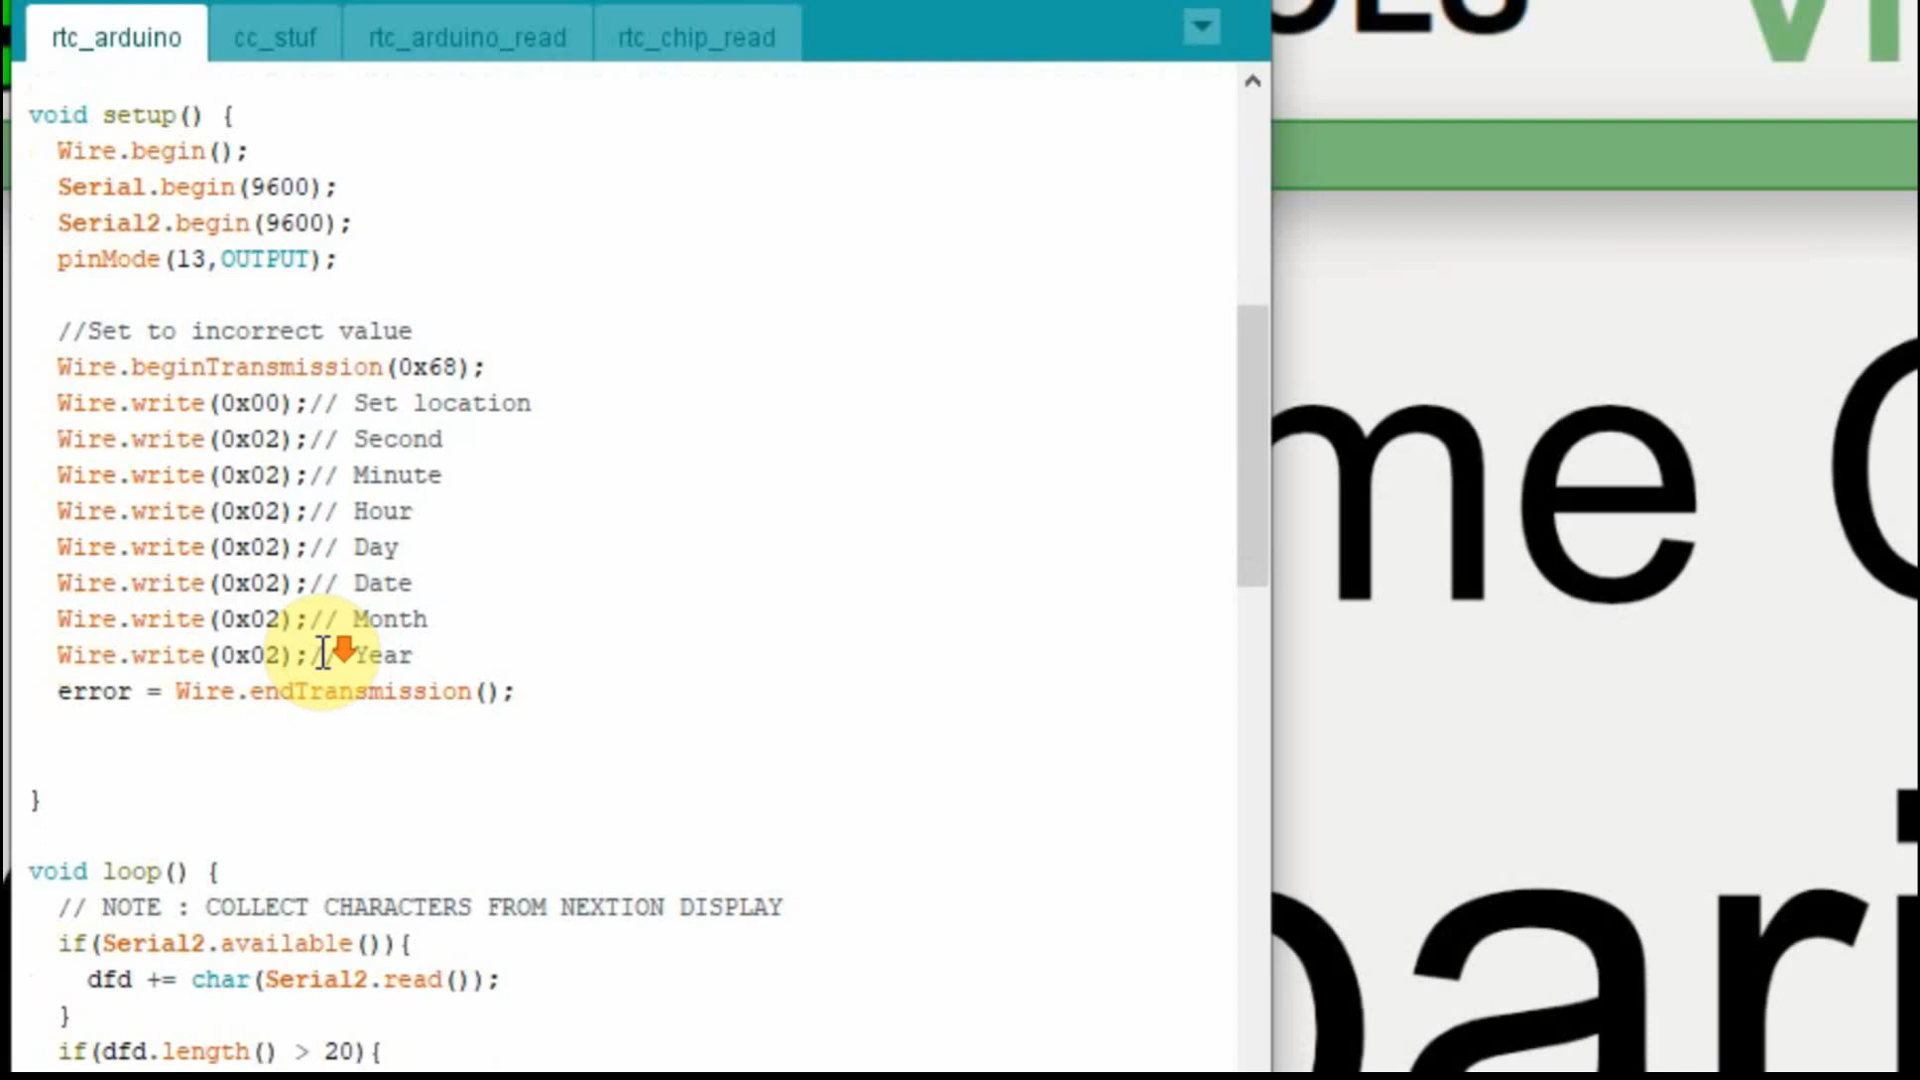 rtc_arduino cc_stuf rtc_arduino_read rtc_chip_read
void setup() {
Wire.begin();
Serial.begin(9600);
Serial2.begin(9600);
pinMode(13,OUTPUT);
//Set to incorrect value
Wire.beginTransmission(0x68);
Wire.write(0x00);// Set location
Wire.write(0x02);// Second
Wire.write(0x02);// Minute
Wire.write(0x02);// Hour
Wire.write(0x02);// Day
Wire.write(0x02);// Date
Wire.write(0x02);// Month
Wire.write(0x02);// Year
error = Wire.endTransmission();
}
void loop() {
// NOTE : COLLECT CHARACTERS FROM NEXTION DISPLAY
if(Serial2.available()){
dfd += char(Serial2.read());
}
if(dfd.length() > 20){
me